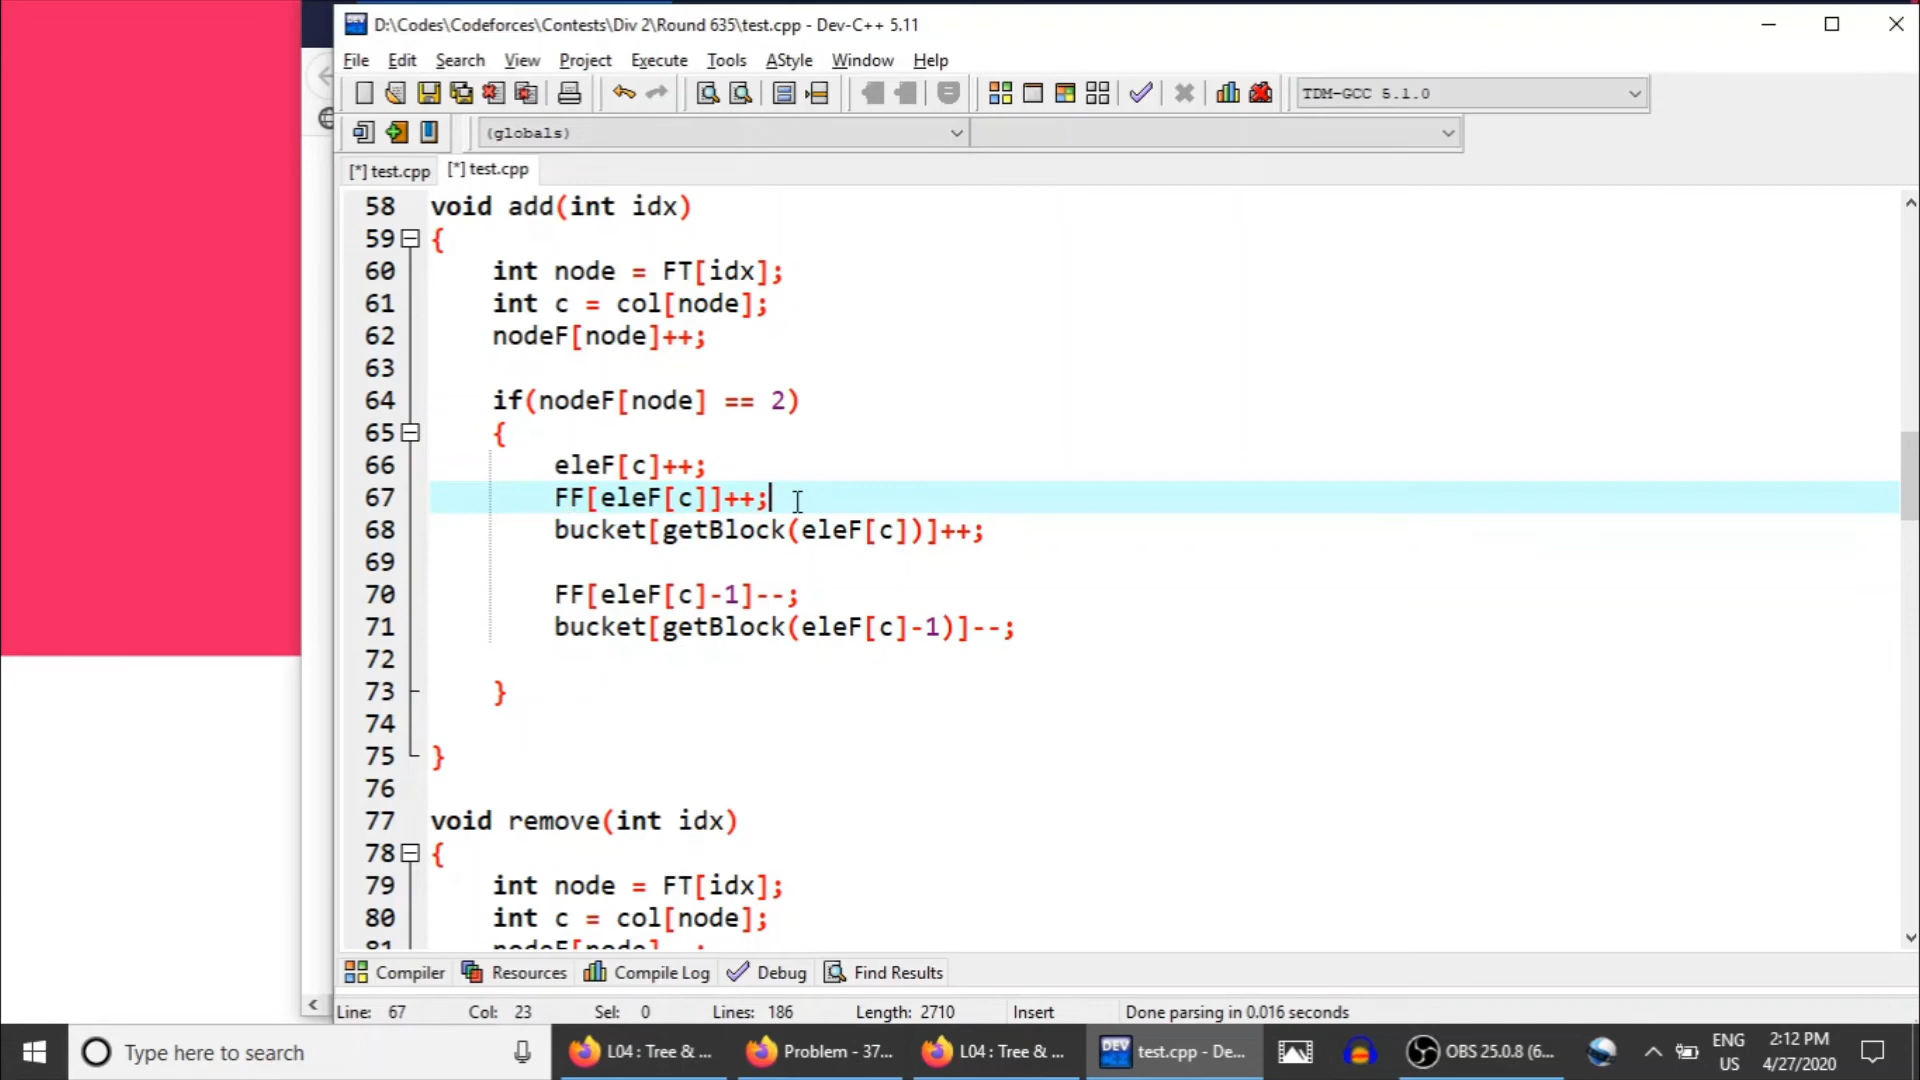 D:\Codes\Codeforces\Contests\Div 2\Round 635\test.cpp - Dev-C++ 5.11
File Edit Search View Project Execute Tools AStyle Window Help
TDM-GCC 5.1.0
(globals)
[*] test.cpp [*] test.cpp
58 void add(int idx)
59 {
60 int node = FT[idx];
61 int c = col[node];
62 nodeF[node]++;
63
64 if(nodeF[node] == 2)
65 {
66 eleF[c]++;
67 FF[eleF[c]]++;
68 bucket[getBlock(eleF[c])]++;
69
70 FF[eleF[c]-1]--;
71 bucket[getBlock(eleF[c]-1)]--;
72
73 }
74
75 }
76
77 void remove(int idx)
78 {
79 int node = FT[idx];
80 int c = col[node];
81 nodeF[node]--;
Compiler Resources Compile Log Debug Find Results
Line: 67 Col: 23 Sel: 0 Lines: 186 Length: 2710 Insert Done parsing in 0.016 seconds
Type here to search L04 : Tree & ... Problem - 37... L04 : Tree & ... DEV test.cpp - De... OBS 25.0.8 (6... ENG 2:12 PM
US 4/27/2020